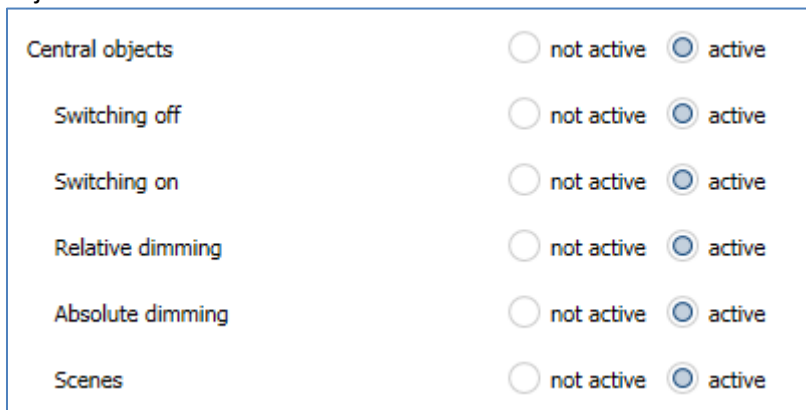 Central objects not active active
Switching off not active active
Switching on not active active
Relative dimming not active active
Absolute dimming not active active
Scenes not active active